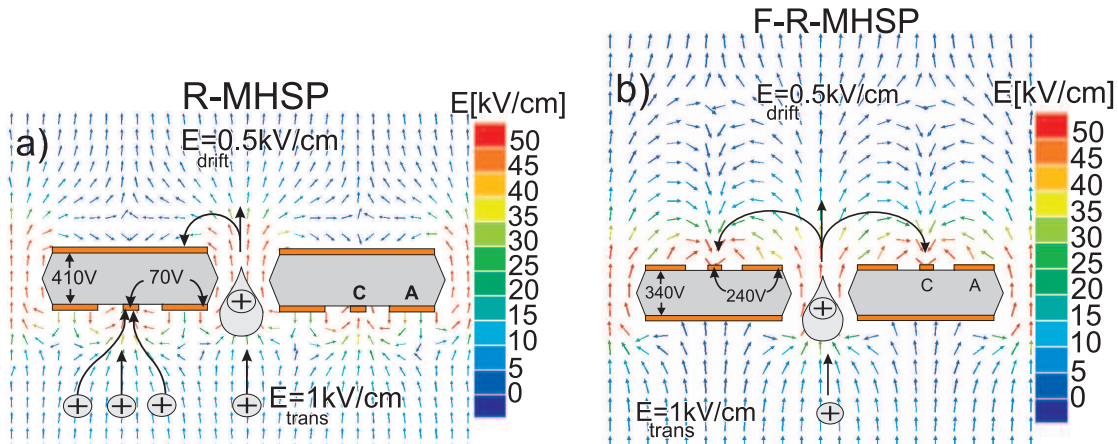 R-MHSP
a)
E=0.5kV/cm
drift
E[kV/cm]
50
45
40
35
30
25
20
15
10
5
0
410V
70V
C
A
E=1kV/cm
trans
F-R-MHSP
b)
E=0.5kV/cm
drift
E[kV/cm]
50
45
40
35
30
25
20
15
10
5
0
340V
240V
C
A
E=1kV/cm
trans